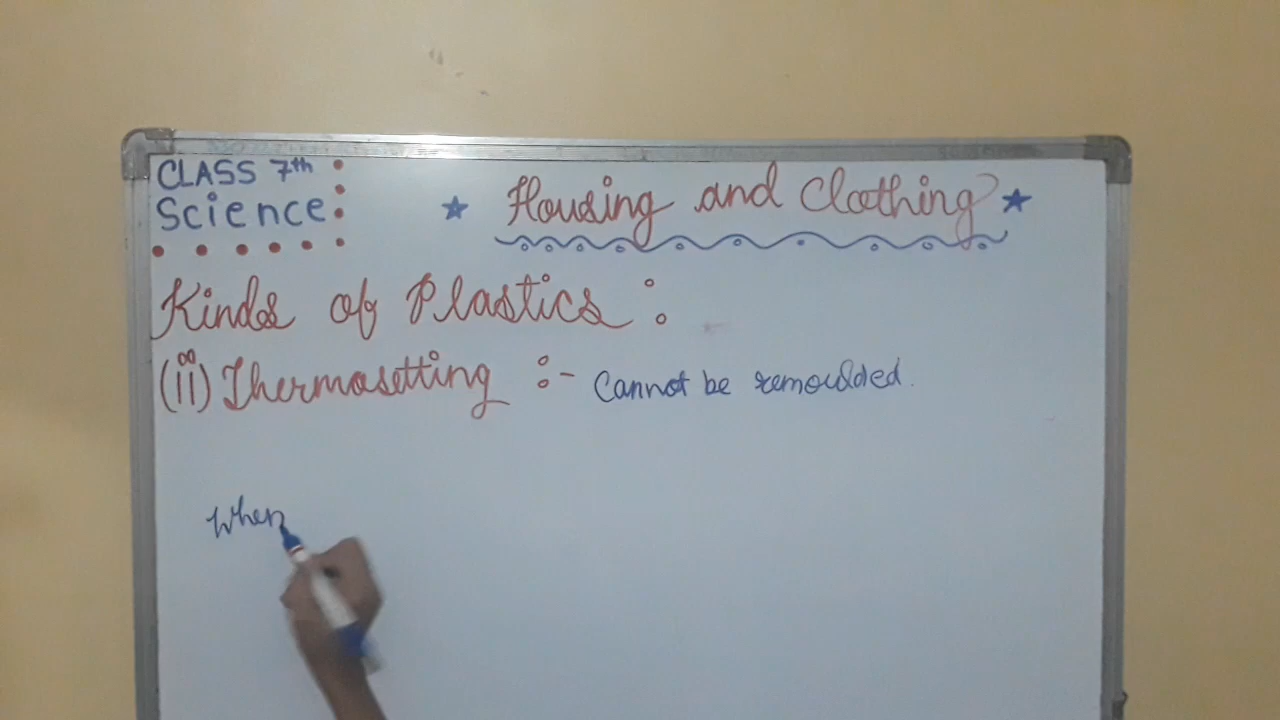 CLASS 7th
Science
Housing and Clothing
Kinds of Plastics :
(ii) Thermosetting :- Cannot be remoulded.
When